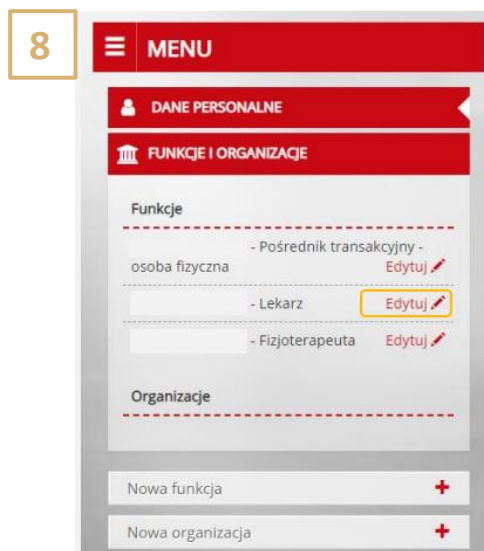 8
MENU
DANE PERSONALNE
FUNKCJE I ORGANIZACJE
Funkcje
- Pośrednik transakcyjny -
osoba fizyczna Edytuj
- Lekarz Edytuj
- Fizjoterapeuta Edytuj
Organizacje
Nowa funkcja
Nowa organizacja